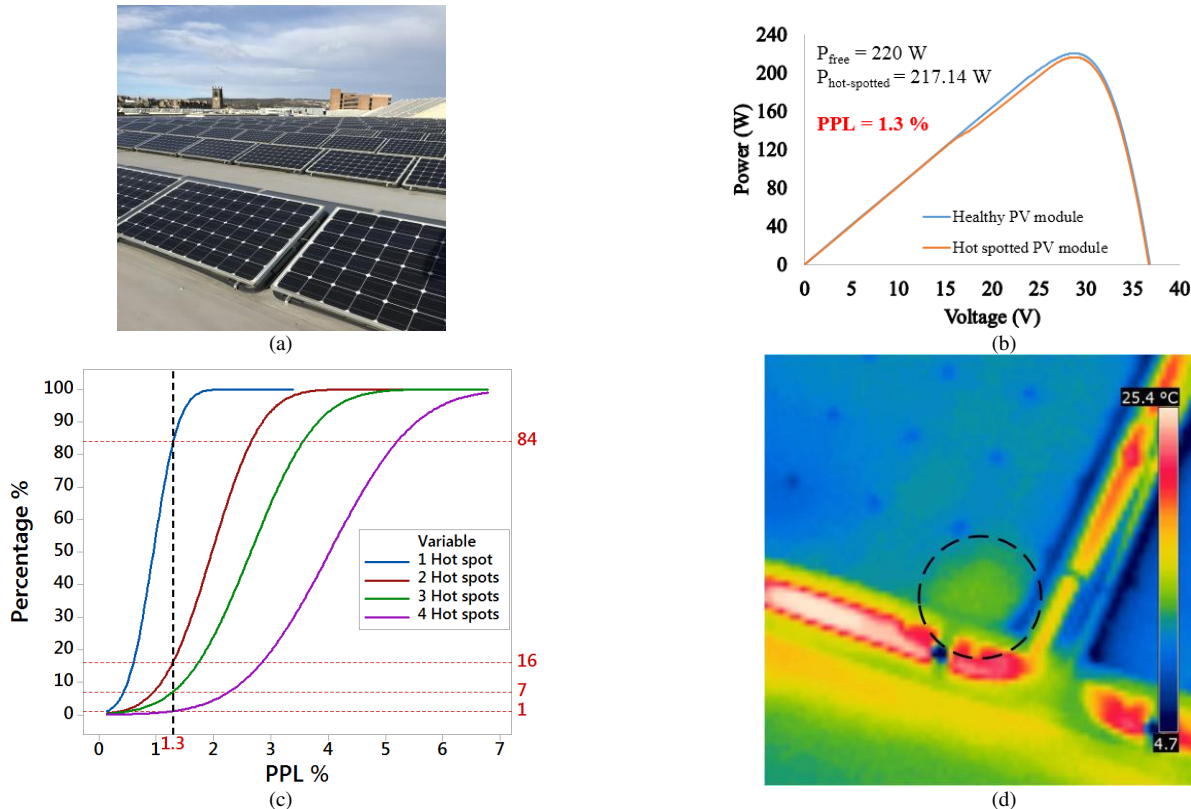 (a)
240
200
160
120
80
40
0
Power (W)
P_free = 220 W
P_hot-spotted = 217.14 W
PPL = 1.3 %
Healthy PV module
Hot spotted PV module
0 5 10 15 20 25 30 35 40
Voltage (V)
(b)
100
90
80
70
60
50
40
30
20
10
0
Percentage %
84
16
7
1
Variable
1 Hot spot
2 Hot spots
3 Hot spots
4 Hot spots
0 1 2 3 4 5 6 7
1.3
PPL %
(c)
25.4 °C
4.7
(d)